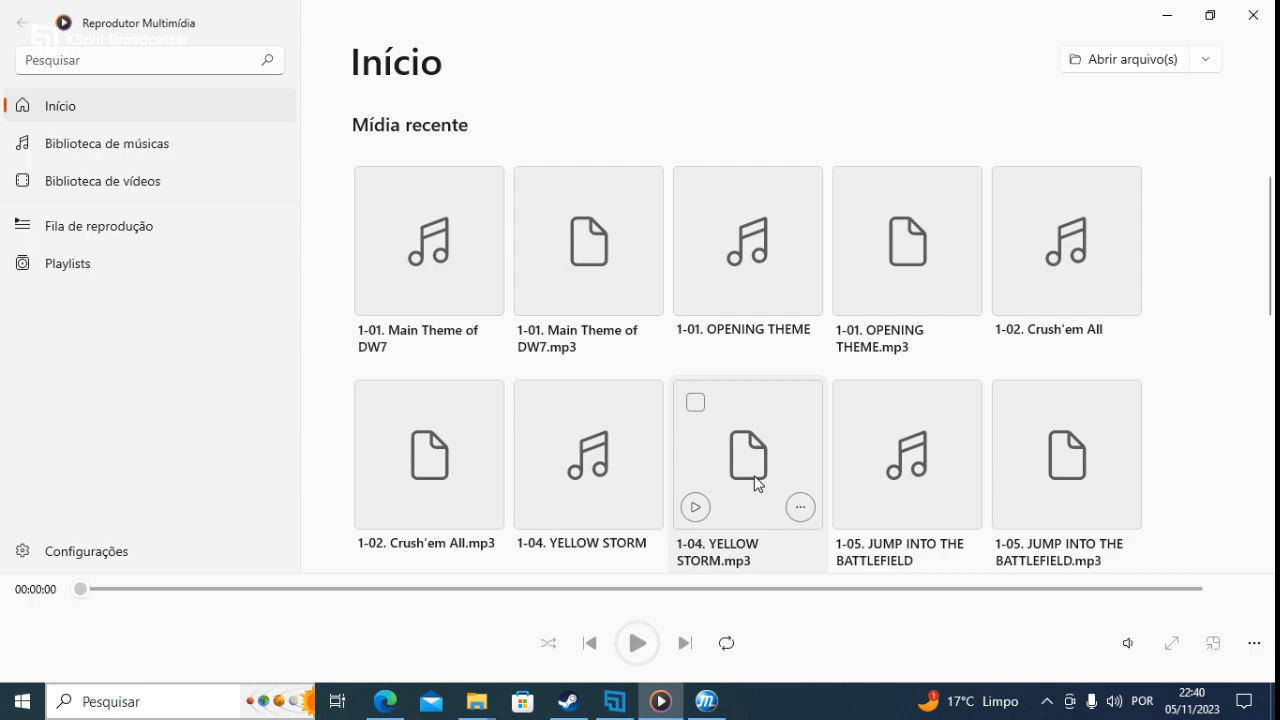 Reprodutor Multimídia
XSplit Broadcaster
Pesquisar
Início
Biblioteca de músicas
Biblioteca de vídeos
Fila de reprodução
Playlists
Configurações
Início
Abrir arquivo(s)
Mídia recente
1-01. Main Theme of
DW7
1-01. Main Theme of
DW7.mp3
1-01. OPENING THEME
1-01. OPENING
THEME.mp3
1-02. Crush'em All
1-02. Crush'em All.mp3
1-04. YELLOW STORM
1-04. YELLOW
STORM.mp3
1-05. JUMP INTO THE
BATTLEFIELD
1-05. JUMP INTO THE
BATTLEFIELD.mp3
00:00:00
Pesquisar
1
17°C Limpo
POR
22:40
05/11/2023